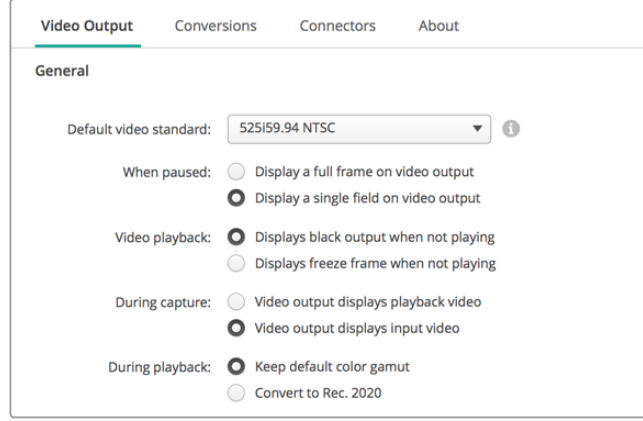 Video Output Conversions Connectors About
General
Default video standard: 525i59.94 NTSC
When paused: Display a full frame on video output
Display a single field on video output
Video playback: Displays black output when not playing
Displays freeze frame when not playing
During capture: Video output displays playback video
Video output displays input video
During playback: Keep default color gamut
Convert to Rec. 2020